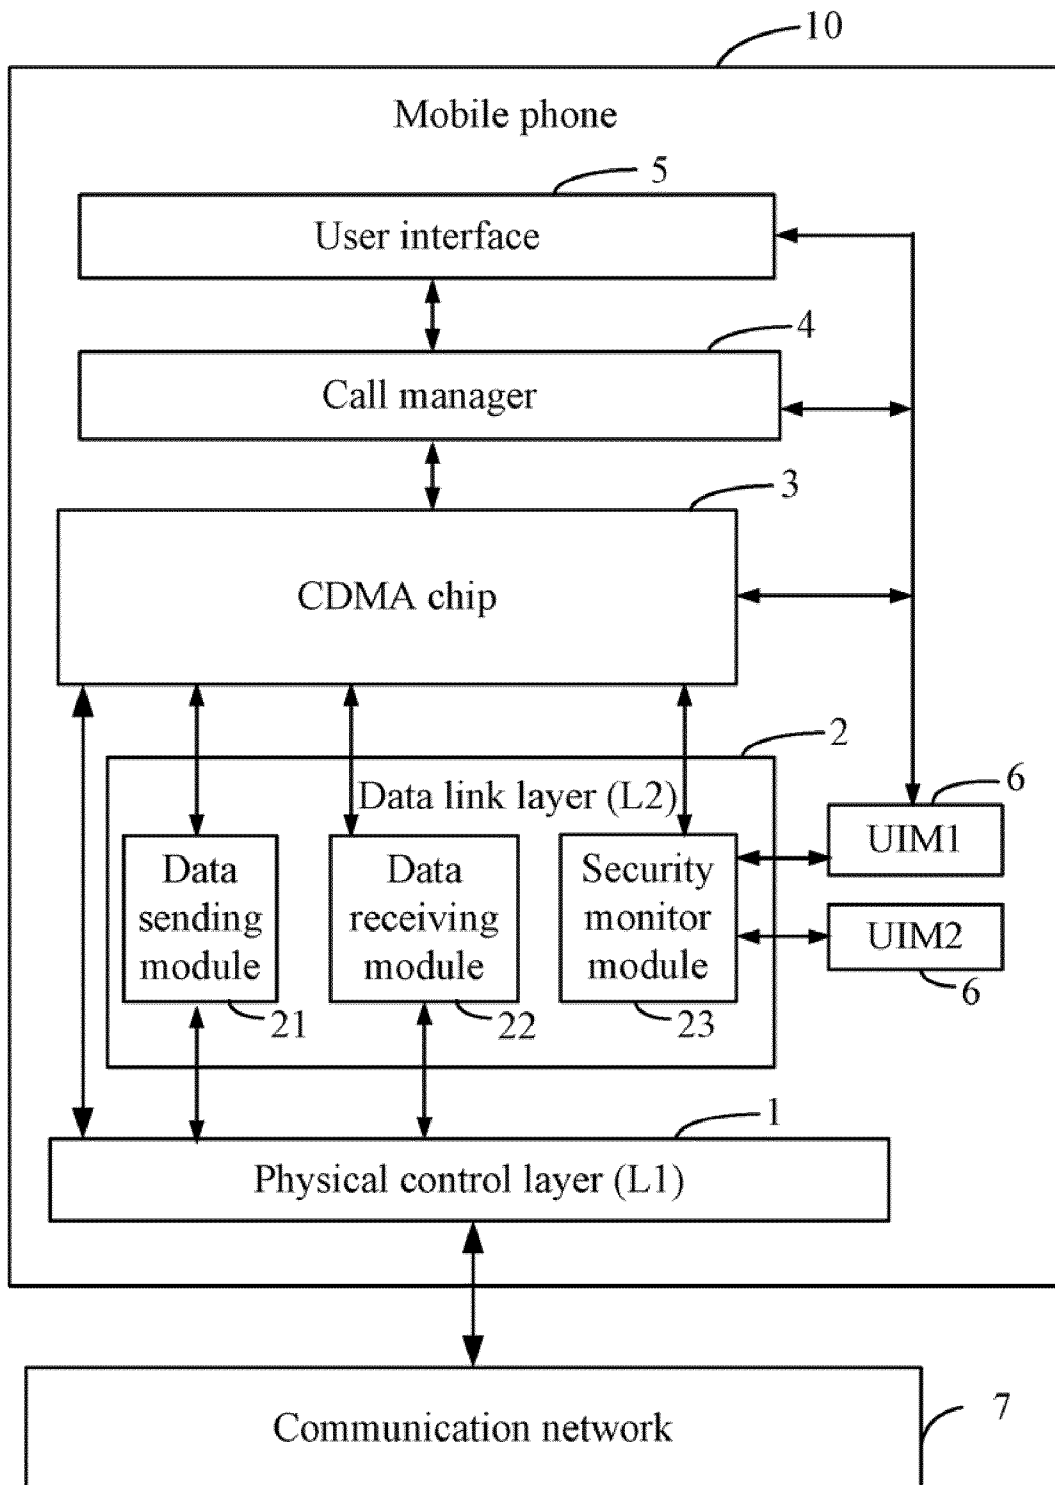 10
Mobile phone
5
User interface
4
Call manager
3
CDMA chip
2
Data link layer (L2)
6
UIM1
Data
sending
module
Data
receiving
module
Security
monitor
module
UIM2
6
21
22
23
1
Physical control layer (L1)
7
Communication network